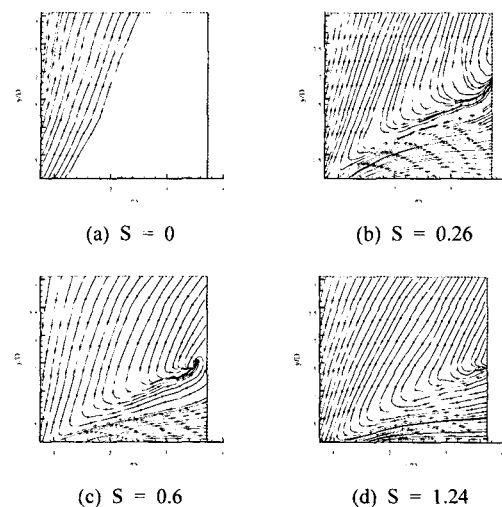 y/D
y/D
(a) S = 0
(b) S = 0.26
y/D
y/D
(c) S = 0.6
(d) S = 1.24